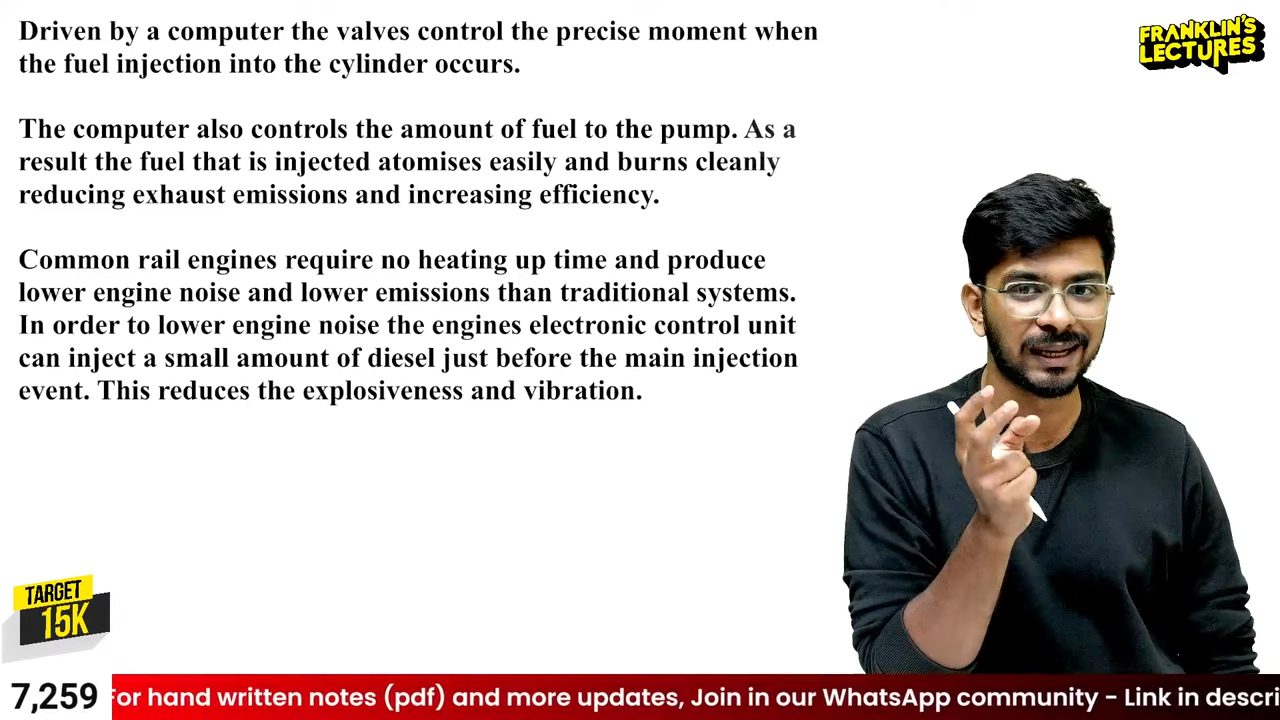 Driven by a computer the valves control the precise moment when
the fuel injection into the cylinder occurs.
The computer also controls the amount of fuel to the pump. As a
result the fuel that is injected atomises easily and burns cleanly
reducing exhaust emissions and increasing efficiency.
Common rail engines require no heating up time and produce
lower engine noise and lower emissions than traditional systems.
In order to lower engine noise the engines electronic control unit
can inject a small amount of diesel just before the main injection
event. This reduces the explosiveness and vibration.
FRANKLIN'S
LECTURES
TARGET
15K
7,259
For hand written notes (pdf) and more updates, Join in our WhatsApp community - Link in descri